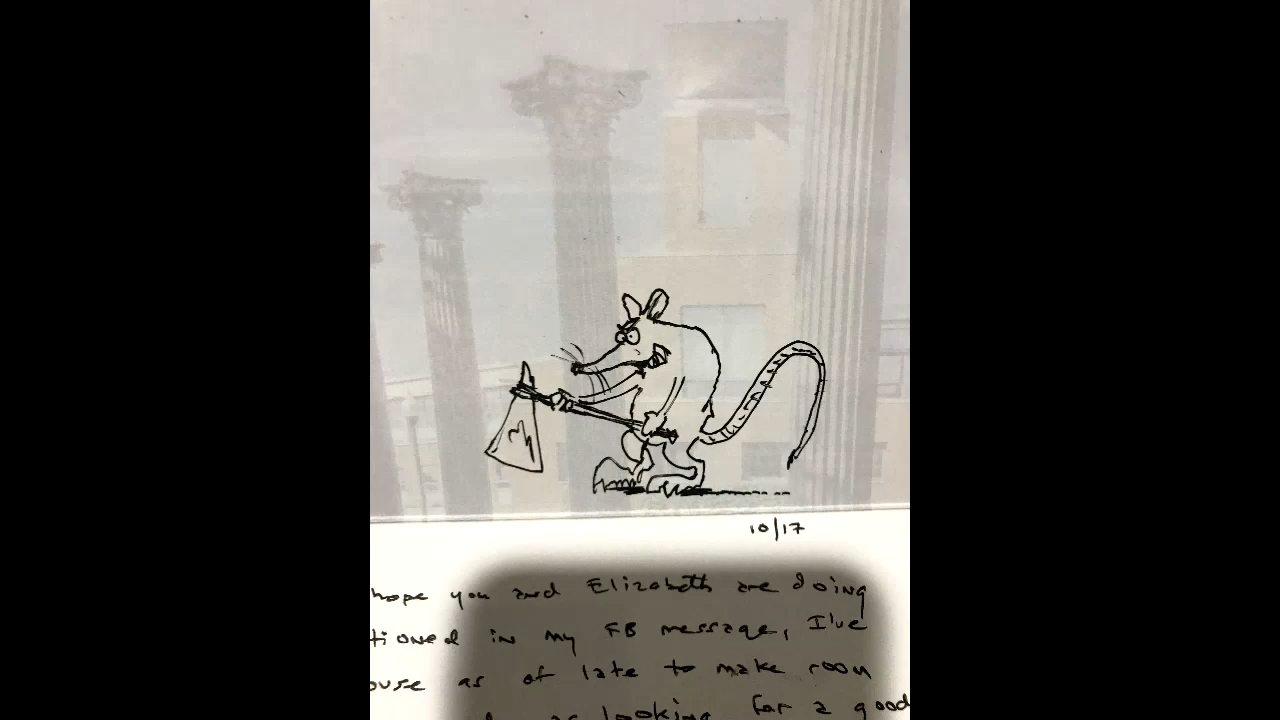 10/17
hope you and Elizabeth are doing
tioned in my FB message, I've
ouse as of late to make room
looking for a good